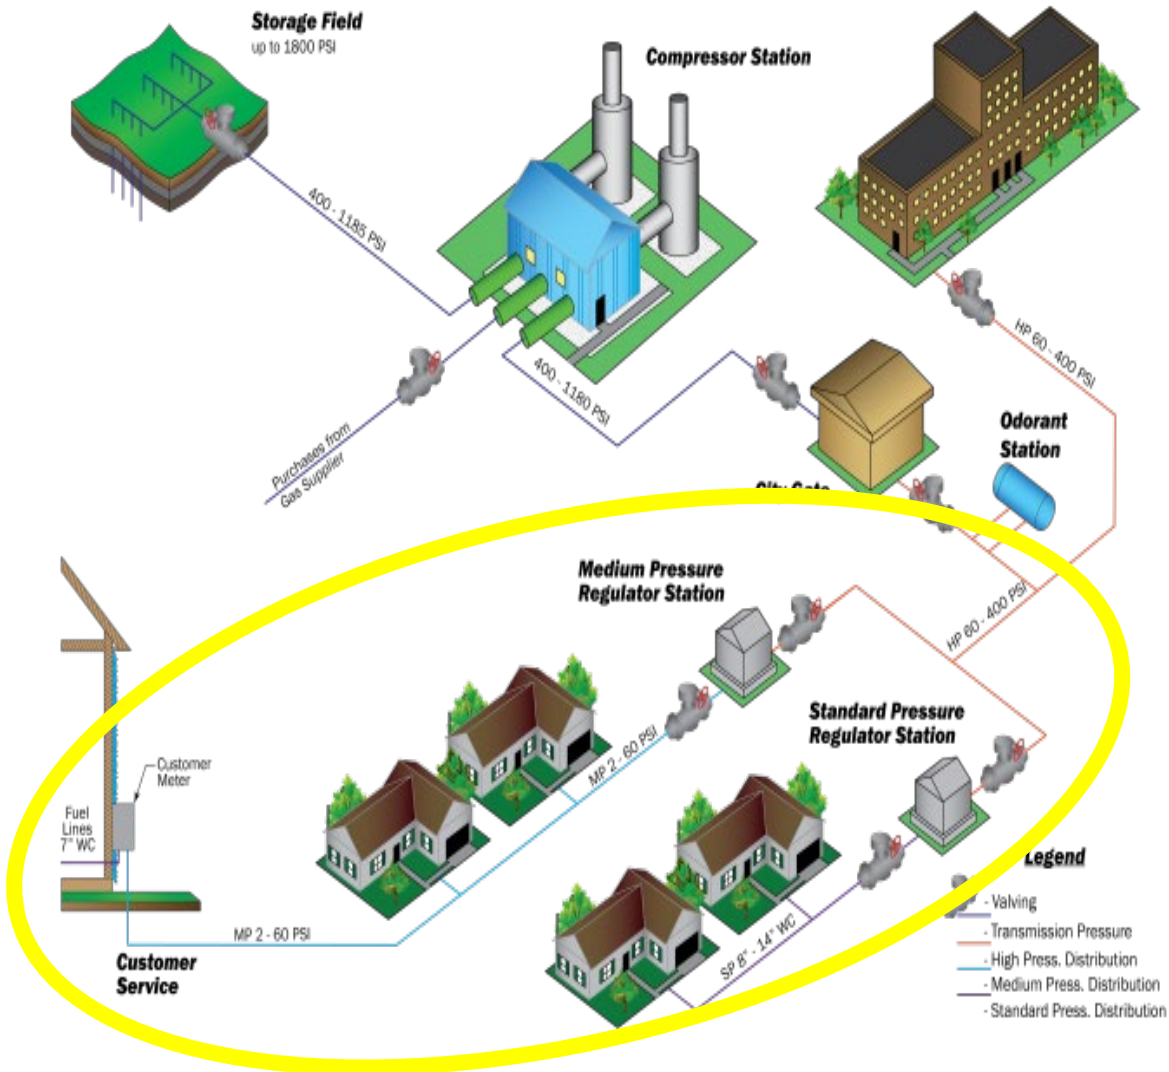 Storage Field
up to 1800 PSI
Compressor Station
400 - 1185 PSI
HP 60 - 400 PSI
400 - 1180 PSI
Purchases from
Gas Supplier
Odorant
Station
City Gate
Medium Pressure
Regulator Station
HP 60 - 400 PSI
Standard Pressure
Regulator Station
MP 2 - 60 PSI
Customer
Meter
Fuel
Lines
7" WC
MP 2 - 60 PSI
SP 8" - 14" WC
Customer
Service
Legend
- Valving
- Transmission Pressure
- High Press. Distribution
- Medium Press. Distribution
- Standard Press. Distribution